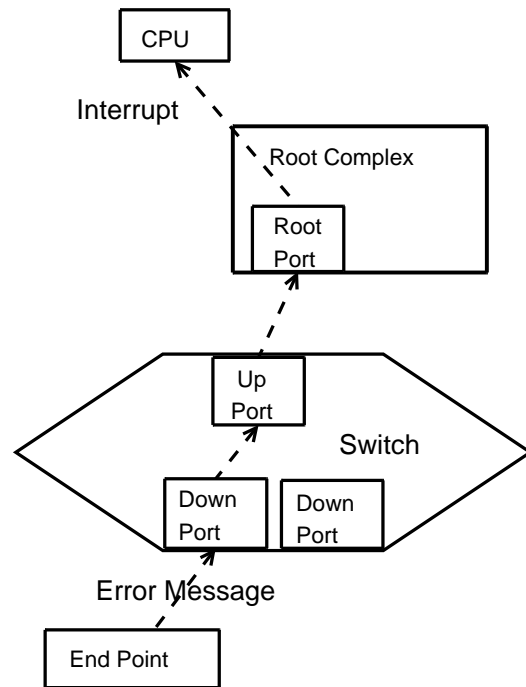 CPU
Interrupt
Root Complex
Root
Port
Up
Port
Switch
Down
Port
Down
Port
Error Message
End Point